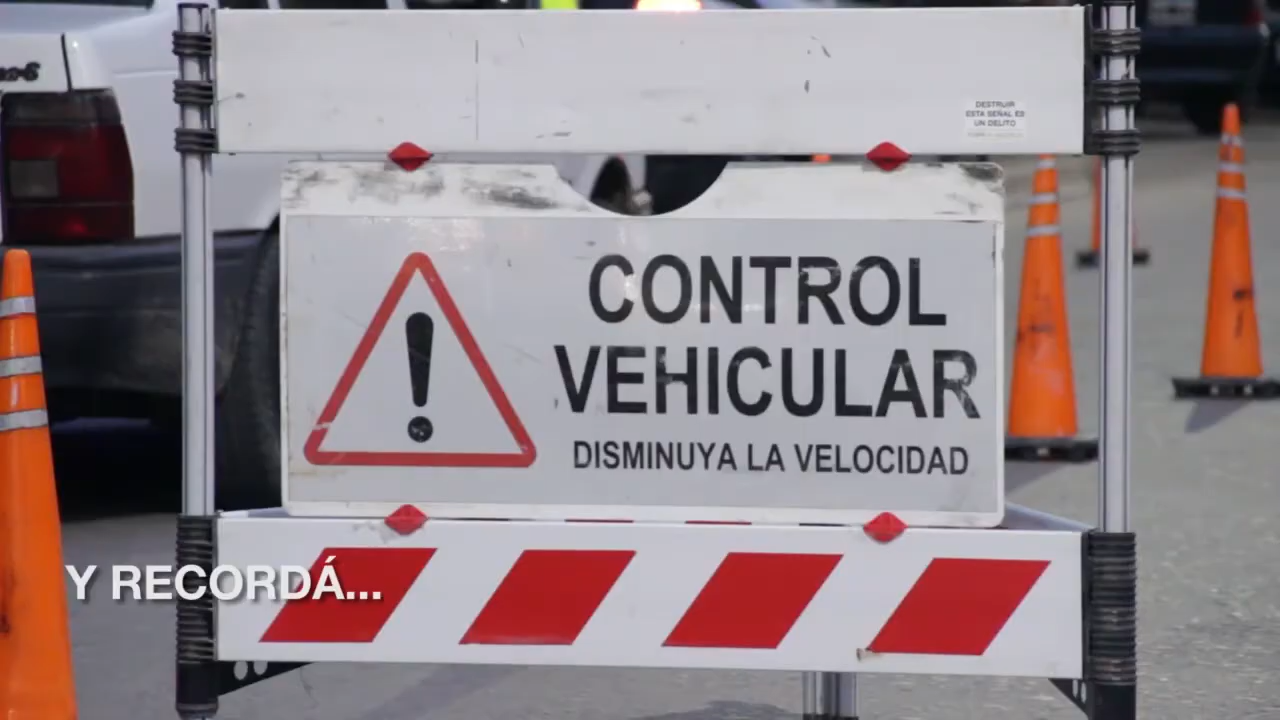 DESTRUIR
ESTA SEÑAL ES
UN DELITO
CONTROL
VEHICULAR
DISMINUYA LA VELOCIDAD
Y RECORDÁ...